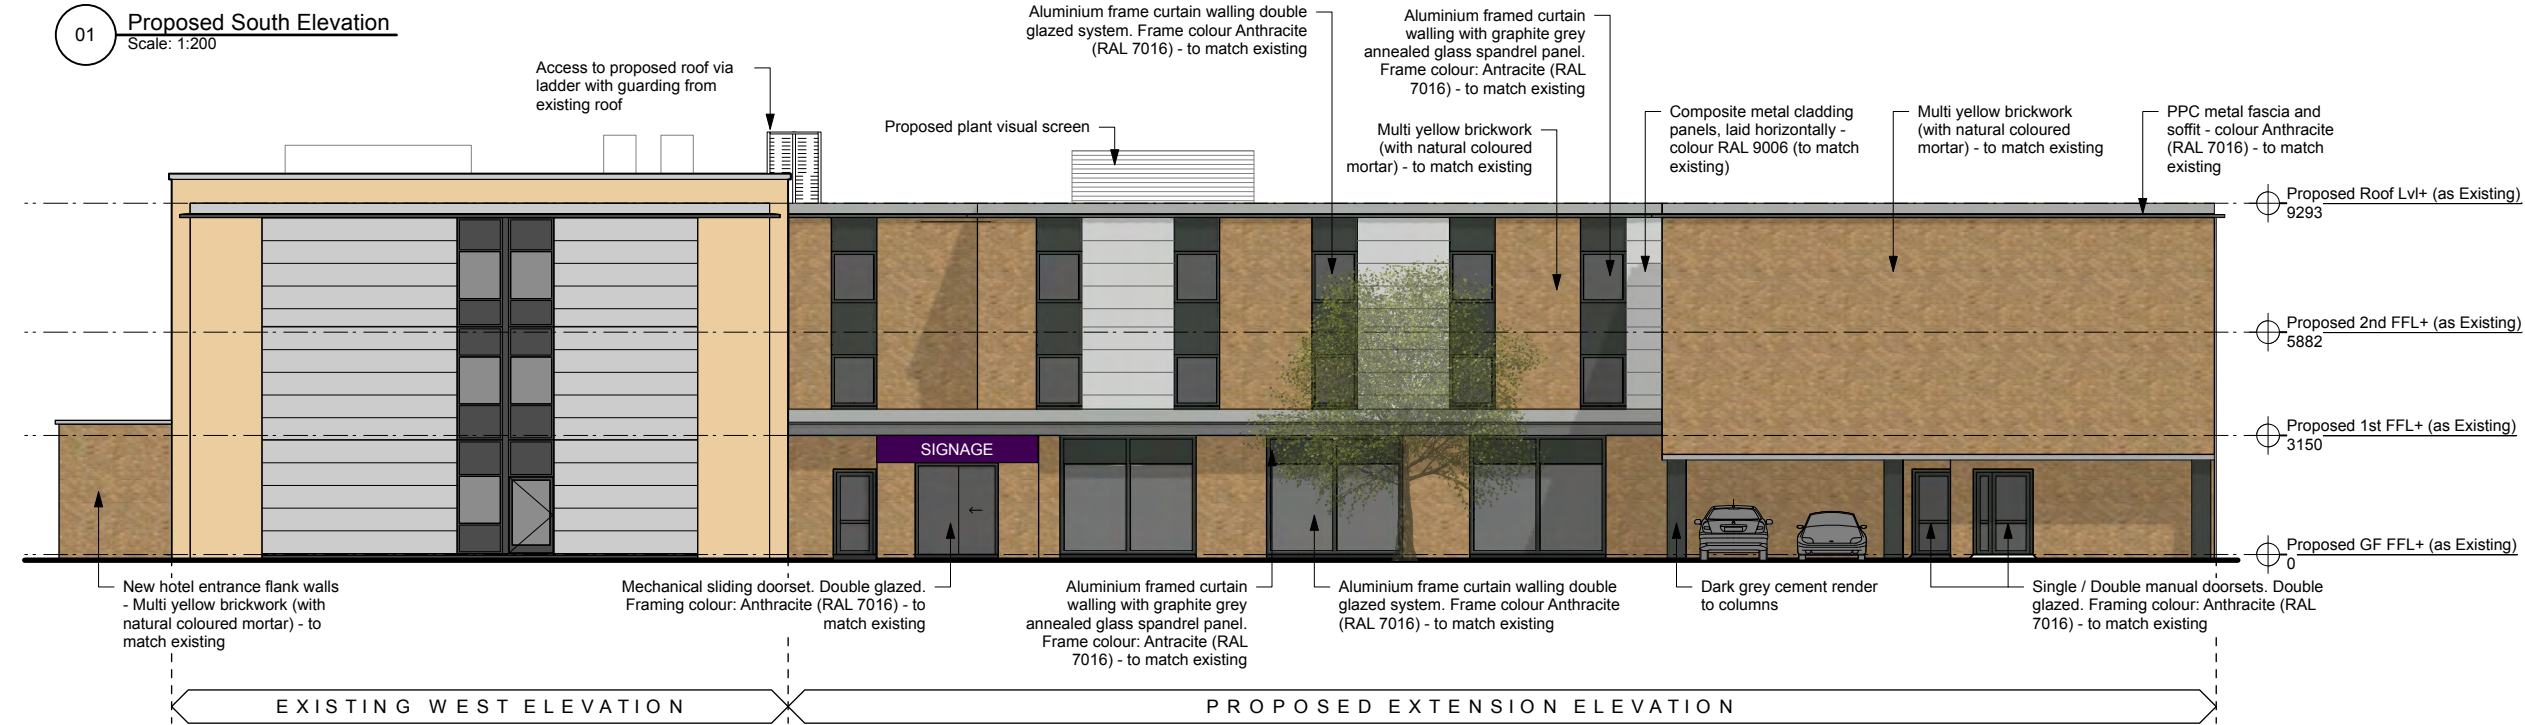 01
Proposed South Elevation
Scale: 1:200
Access to proposed roof via
ladder with guarding from
existing roof
Proposed plant visual screen
Aluminium frame curtain walling double
glazed system. Frame colour Anthracite
(RAL 7016) - to match existing
Aluminium framed curtain
walling with graphite grey
annealed glass spandrel panel.
Frame colour: Antracite (RAL
7016) - to match existing
Multi yellow brickwork
(with natural coloured
mortar) - to match existing
Composite metal cladding
panels, laid horizontally -
colour RAL 9006 (to match
existing)
Multi yellow brickwork
(with natural coloured
mortar) - to match existing
PPC metal fascia and
soffit - colour Anthracite
(RAL 7016) - to match
existing
Proposed Roof Lvl+ (as Existing)
9293
Proposed 2nd FFL+ (as Existing)
5882
Proposed 1st FFL+ (as Existing)
3150
Proposed GF FFL+ (as Existing)
0
SIGNAGE
New hotel entrance flank walls
- Multi yellow brickwork (with
natural coloured mortar) - to
match existing
Mechanical sliding doorset. Double glazed.
Framing colour: Anthracite (RAL 7016) - to
match existing
Aluminium framed curtain
walling with graphite grey
annealed glass spandrel panel.
Frame colour: Antracite (RAL
7016) - to match existing
Aluminium frame curtain walling double
glazed system. Frame colour Anthracite
(RAL 7016) - to match existing
Dark grey cement render
to columns
Single / Double manual doorsets. Double
glazed. Framing colour: Anthracite (RAL
7016) - to match existing
EXISTING WEST ELEVATION
PROPOSED EXTENSION ELEVATION